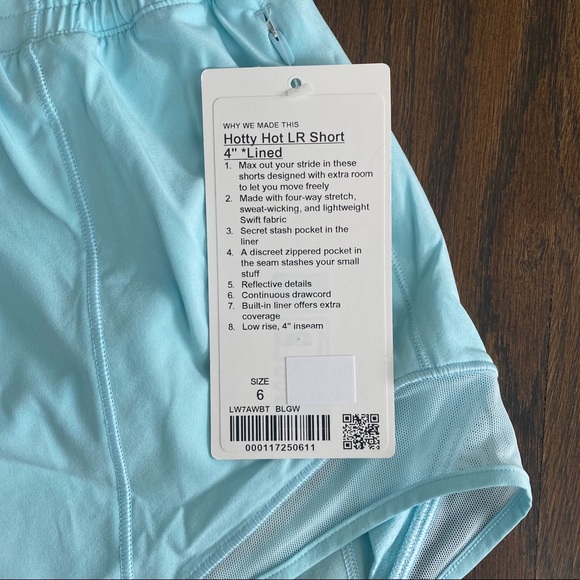 WHY WE MADE THIS
Hotty Hot LR Short
4" *Lined
1. Max out your stride in these
shorts designed with extra room
to let you move freely
2. Made with four-way stretch,
sweat-wicking, and lightweight
Swift fabric
3. Secret stash pocket in the
liner
4. A discreet zippered pocket in
the seam stashes your small
stuff
5. Reflective details
6. Continuous drawcord
7. Built-in liner offers extra
coverage
8. Low rise, 4" inseam
SIZE
6
LW7AWBT BLGW
000117250611